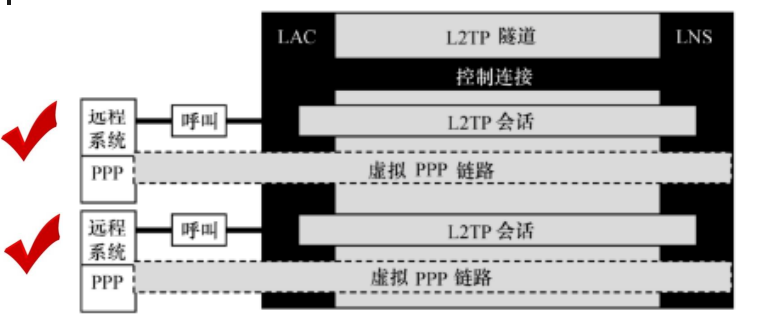 LAC L2TP 隧道 LNS
控制连接
远程
系统
呼叫
L2TP 会话
PPP
虚拟 PPP 链路
远程
系统
呼叫
L2TP 会话
PPP
虚拟 PPP 链路